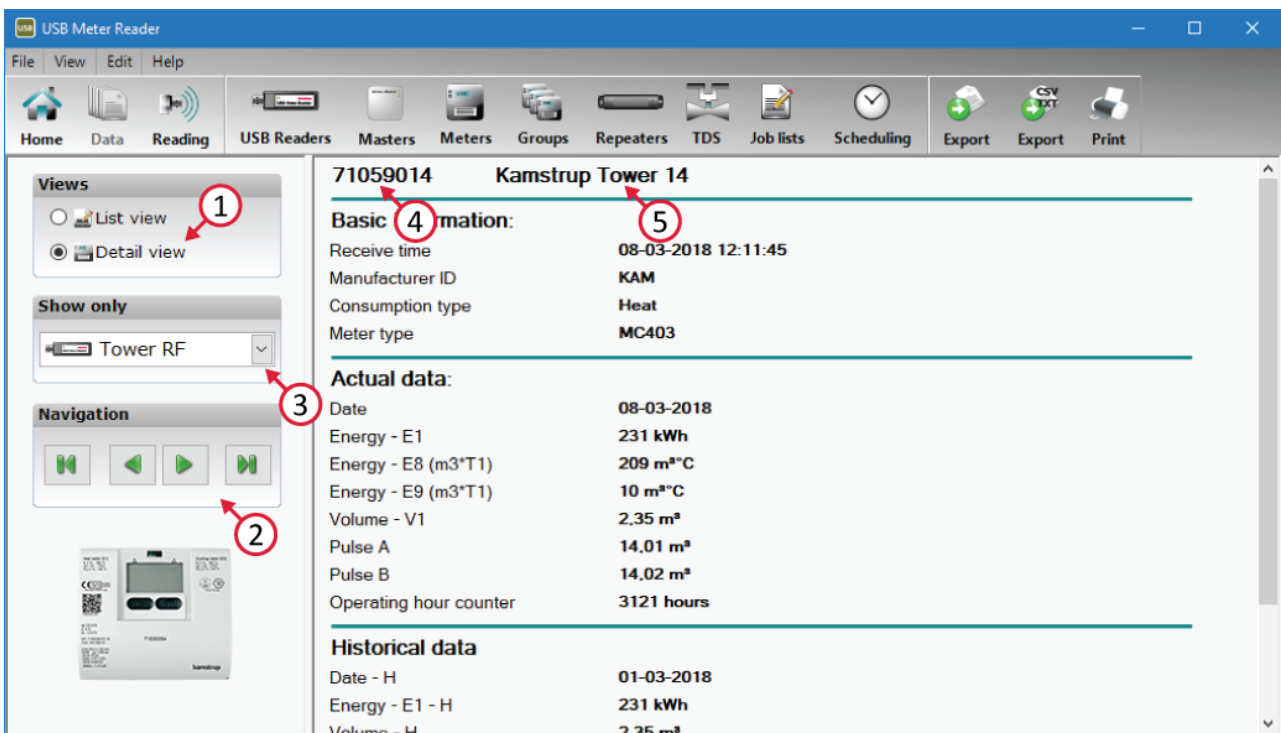 USB USB Meter Reader
File View Edit Help
Home Data Reading USB Readers Masters Meters Groups Repeaters TDS Job lists Scheduling Export CSV TXT Export Print
Views
1
List view
Detail view
Show only
Tower RF
3
Navigation
2
kamstrup
71059014 Kamstrup Tower 14
4
5
Basic rmation:
Receive time 08-03-2018 12:11:45
Manufacturer ID KAM
Consumption type Heat
Meter type MC403
Actual data:
Date 08-03-2018
Energy - E1 231 kWh
Energy - E8 (m3*T1) 209 m³°C
Energy - E9 (m3*T1) 10 m³°C
Volume - V1 2,35 m³
Pulse A 14,01 m³
Pulse B 14,02 m³
Operating hour counter 3121 hours
Historical data
Date - H 01-03-2018
Energy - E1 - H 231 kWh
Volume - H 2,35 m³